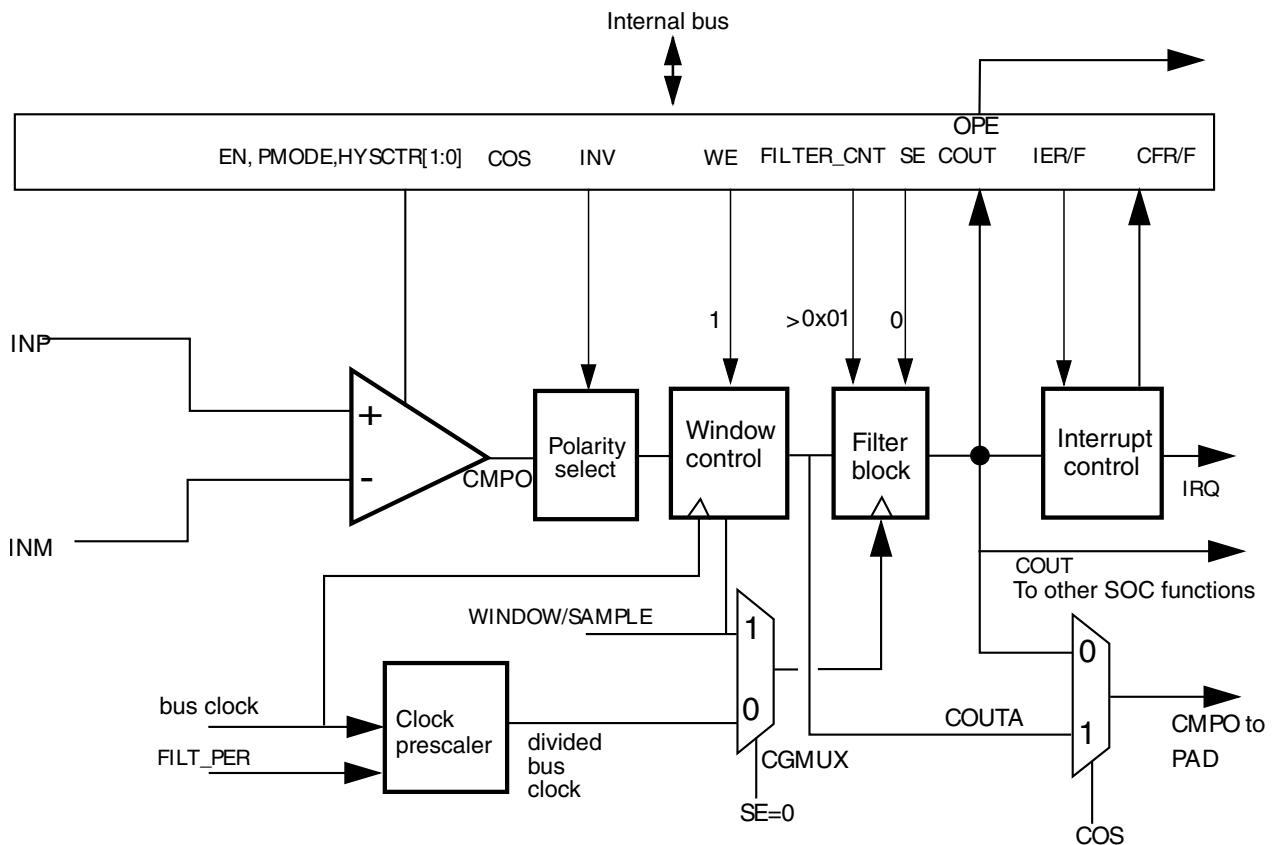 Internal bus
OPE
EN, PMODE,HYSCTR[1:0] COS INV WE FILTER_CNT SE COUT IER/F CFR/F
1 >0x01 0
INP
+
-
CMPO
Polarity
select
Window
control
Filter
block
Interrupt
control
IRQ
INM
COUT
To other SOC functions
WINDOW/SAMPLE
1
0
0
1
bus clock
FILT_PER
Clock
prescaler
divided
bus
clock
CGMUX
SE=0
COUTA
CMPO to
PAD
COS